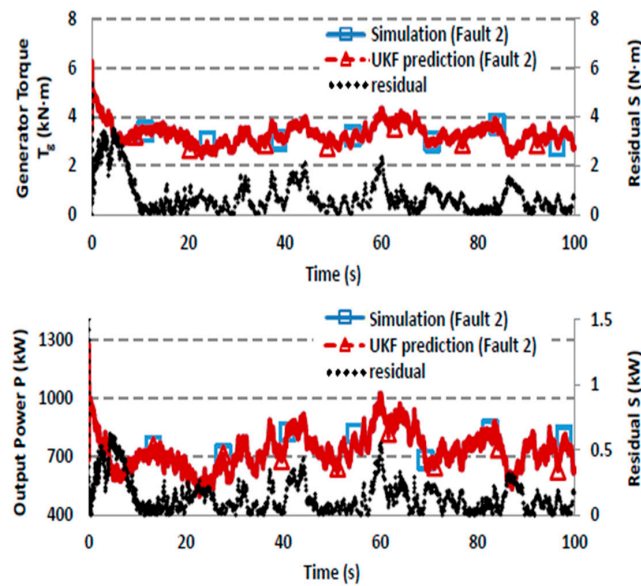 8
8
Simulation (Fault 2)
UKF prediction (Fault 2)
residual
6
6
4
4
2
2
0
0
0
20
40
60
80
100
Time (s)
Generator Torque
Tg (kN·m)
Residual S (N·m)
1300
1000
700
400
Simulation (Fault 2)
UKF prediction (Fault 2)
residual
1.5
1
0.5
0
0
20
40
60
80
100
Time (s)
Output Power P (kW)
Residual S (kW)